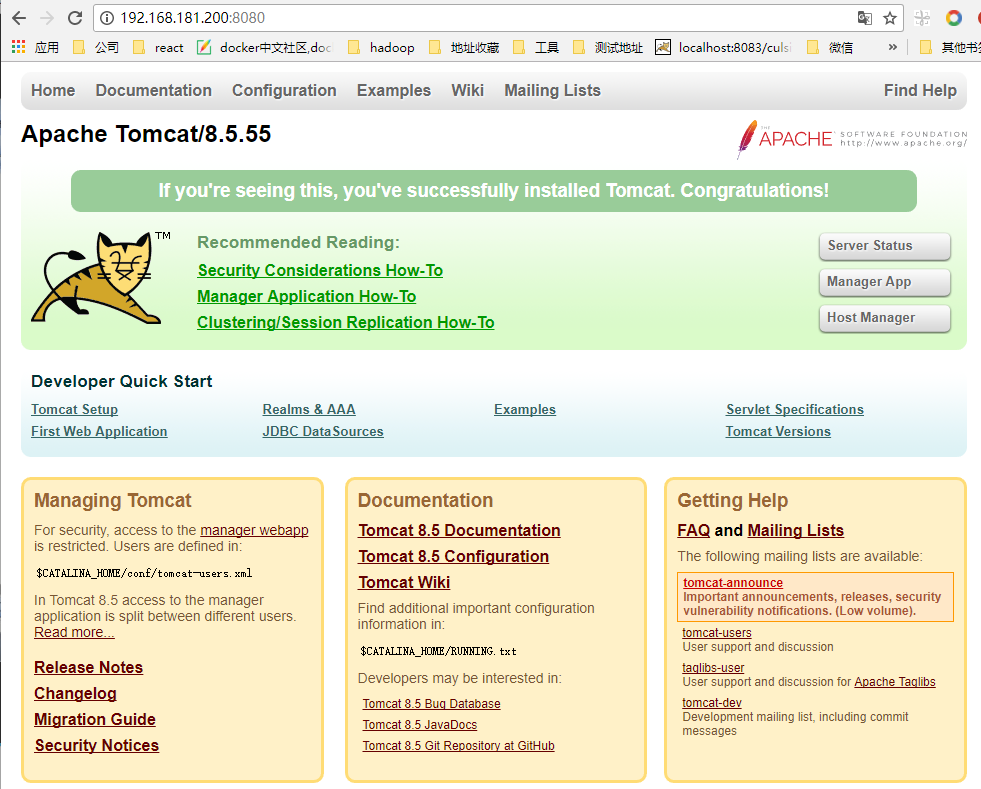 192.168.181.200:8080
应用 公司 react docker中文社区,doc hadoop 地址收藏 工具 测试地址 localhost:8083/culsi 微信 » 其他书签
Home Documentation Configuration Examples Wiki Mailing Lists Find Help
Apache Tomcat/8.5.55
THE APACHE SOFTWARE FOUNDATION
http://www.apache.org/
If you're seeing this, you've successfully installed Tomcat. Congratulations!
TM
Recommended Reading:
Security Considerations How-To
Manager Application How-To
Clustering/Session Replication How-To
Server Status
Manager App
Host Manager
Developer Quick Start
Tomcat Setup
First Web Application
Realms & AAA
JDBC DataSources
Examples
Servlet Specifications
Tomcat Versions
Managing Tomcat
For security, access to the manager webapp
is restricted. Users are defined in:
$CATALINA_HOME/conf/tomcat-users.xml
In Tomcat 8.5 access to the manager
application is split between different users.
Read more...
Release Notes
Changelog
Migration Guide
Security Notices
Documentation
Tomcat 8.5 Documentation
Tomcat 8.5 Configuration
Tomcat Wiki
Find additional important configuration
information in:
$CATALINA_HOME/RUNNING.txt
Developers may be interested in:
Tomcat 8.5 Bug Database
Tomcat 8.5 JavaDocs
Tomcat 8.5 Git Repository at GitHub
Getting Help
FAQ and Mailing Lists
The following mailing lists are available:
tomcat-announce
Important announcements, releases, security
vulnerability notifications. (Low volume).
tomcat-users
User support and discussion
taglibs-user
User support and discussion for Apache Taglibs
tomcat-dev
Development mailing list, including commit
messages